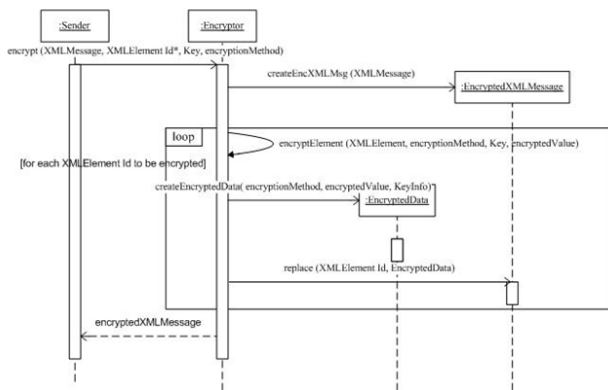 :Sender
:Encryptor
encrypt (XMLMessage, XMLElement Id*, Key, encryptionMethod)
createEncXMLMsg (XMLMessage)
:EncryptedXMLMessage
loop
encryptElement (XMLElement, encryptionMethod, Key, encryptedValue)
[for each XMLElement Id to be encrypted]
createEncryptedData( encryptionMethod, encryptedValue, KeyInfo)
:EncryptedData
replace (XMLElement Id, EncryptedData)
encryptedXMLMessage